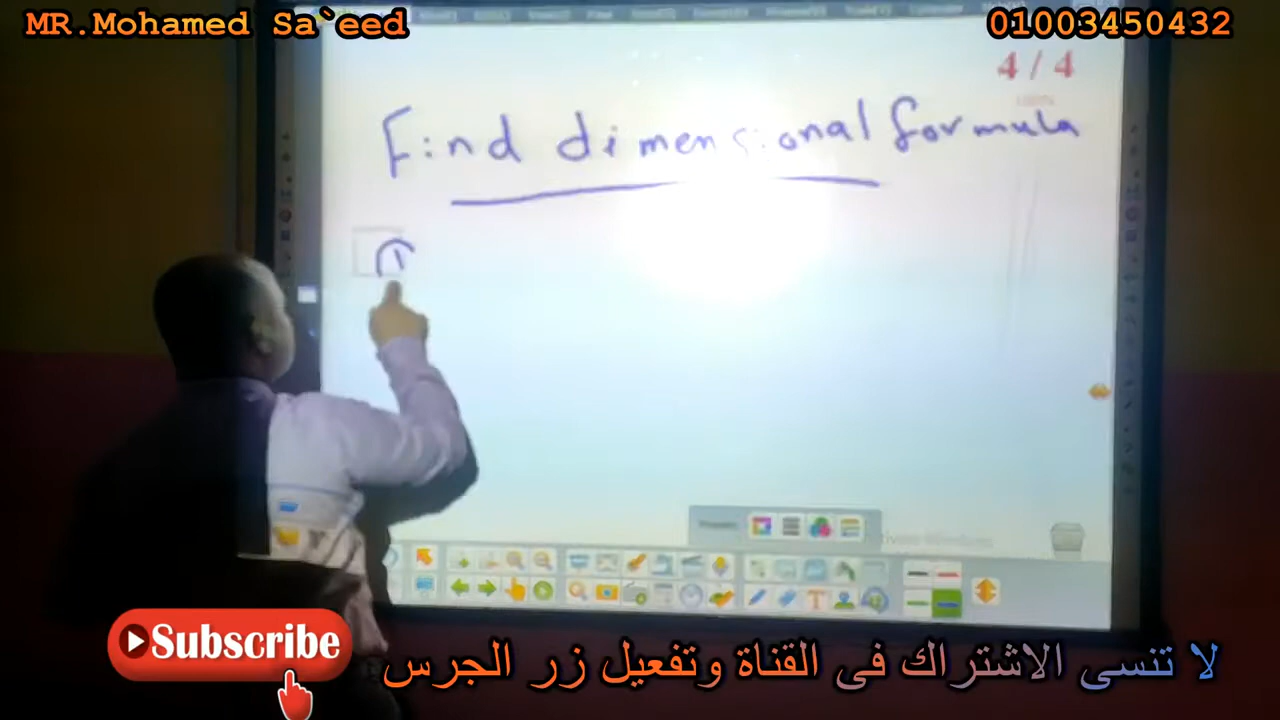 MR.Mohamed Sa`eed
01003450432
4 / 4
Find dimensional formula
1
Subscribe
لا تنسى الاشتراك فى القناة وتفعيل زر الجرس